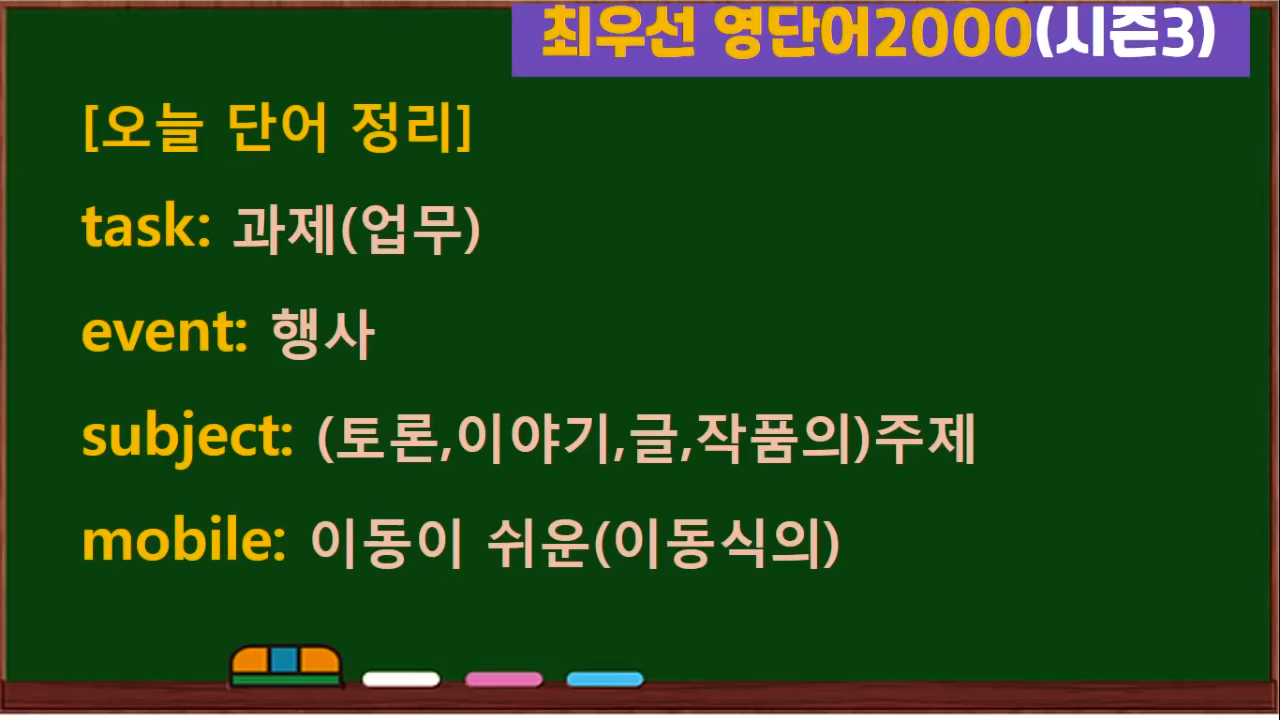 최우선 영단어2000(시즌3)
[오늘 단어 정리]
task: 과제(업무)
event: 행사
subject: (토론,이야기,글,작품의)주제
mobile: 이동이 쉬운(이동식의)